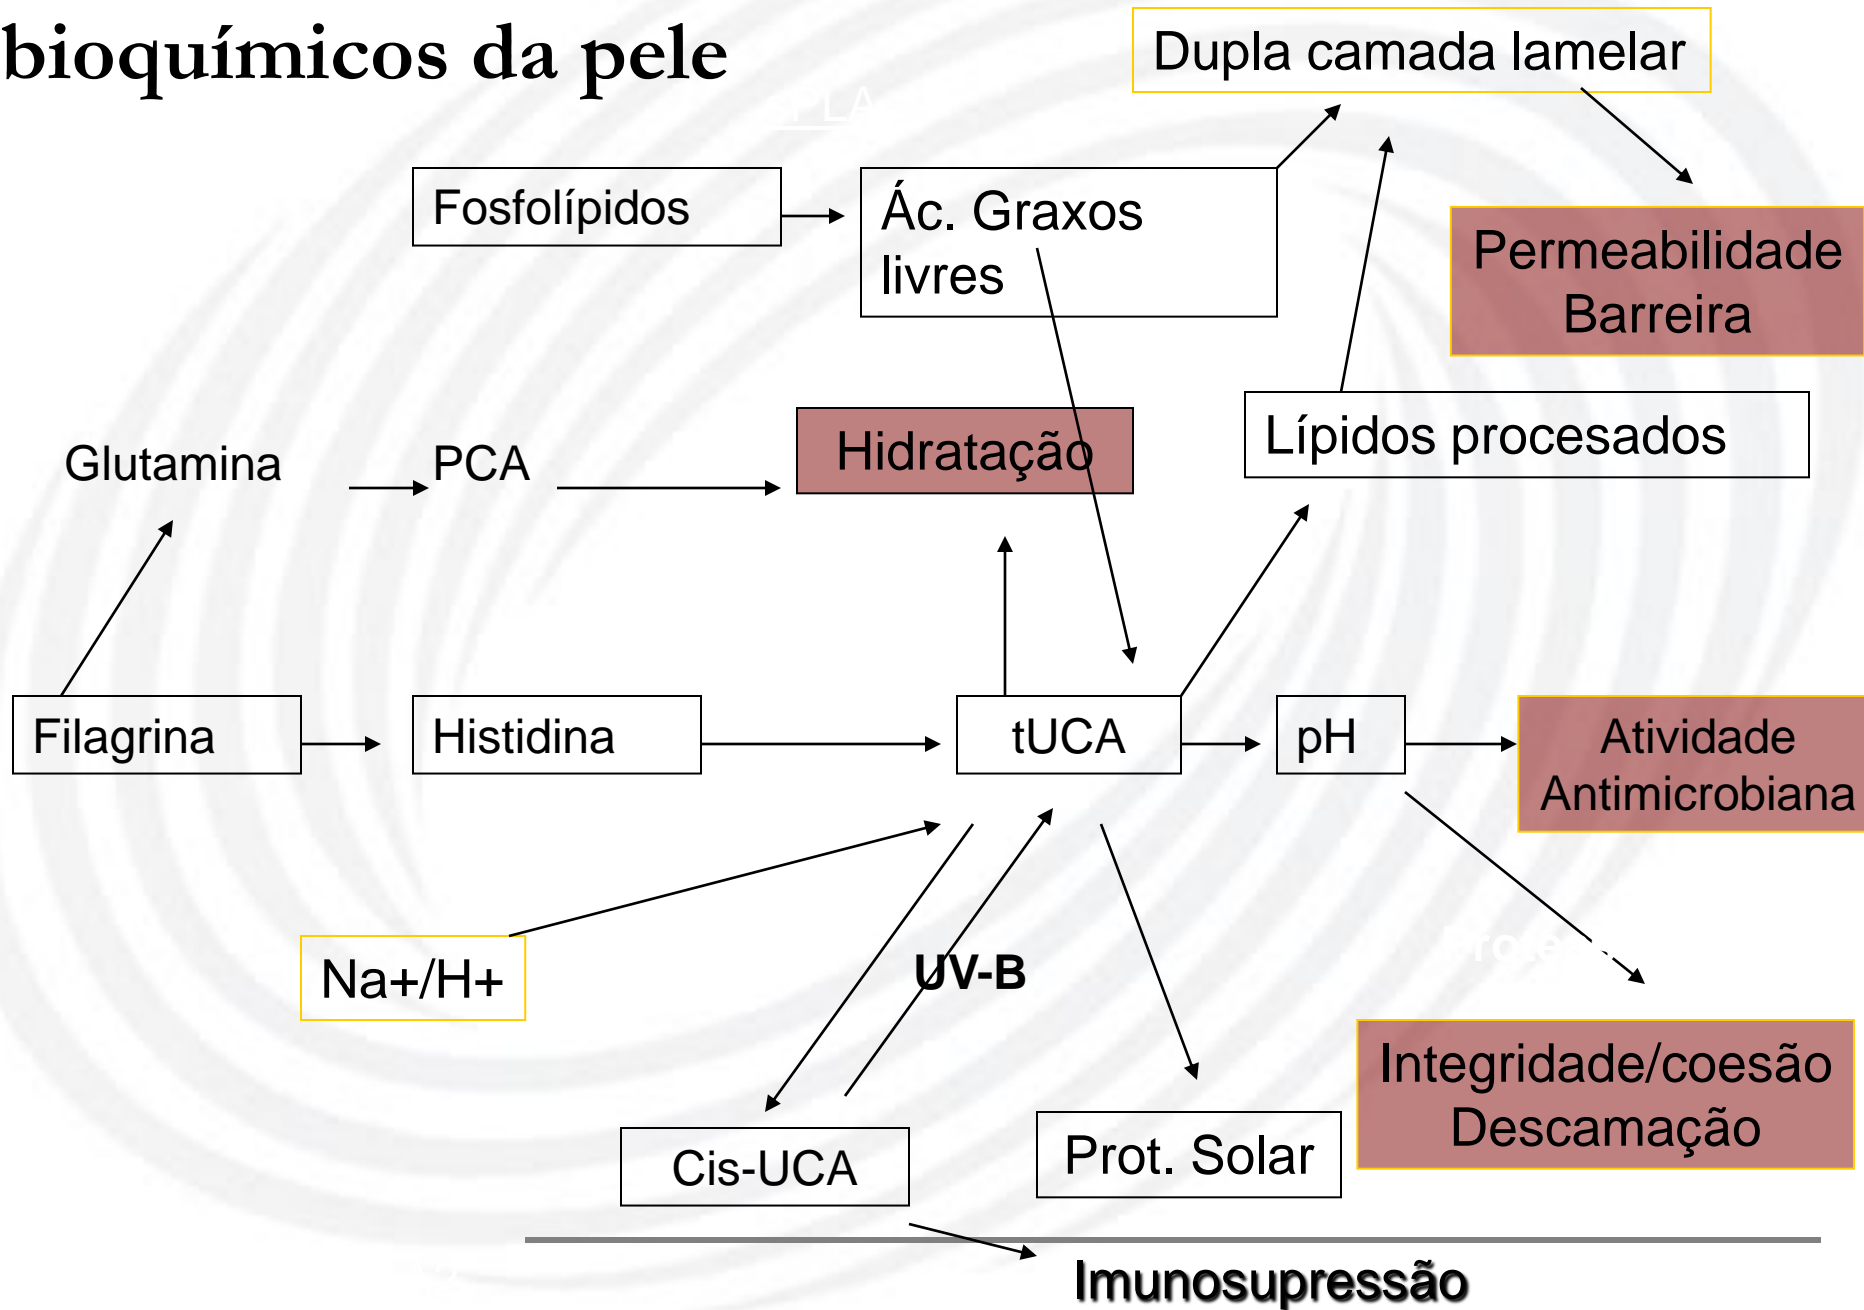 bioquímicos da pele
Dupla camada lamelar
sPLA
Fosfolípidos
Ác. Graxos
livres
Permeabilidade
Barreira
Glutamina
PCA
Hidratação
Lípidos procesados
Filagrina
Histidina
tUCA
pH
Atividade
Antimicrobiana
Na+/H+
UV-B
Integridade/coesão
Descamação
Cis-UCA
Prot. Solar
Imunosupressão